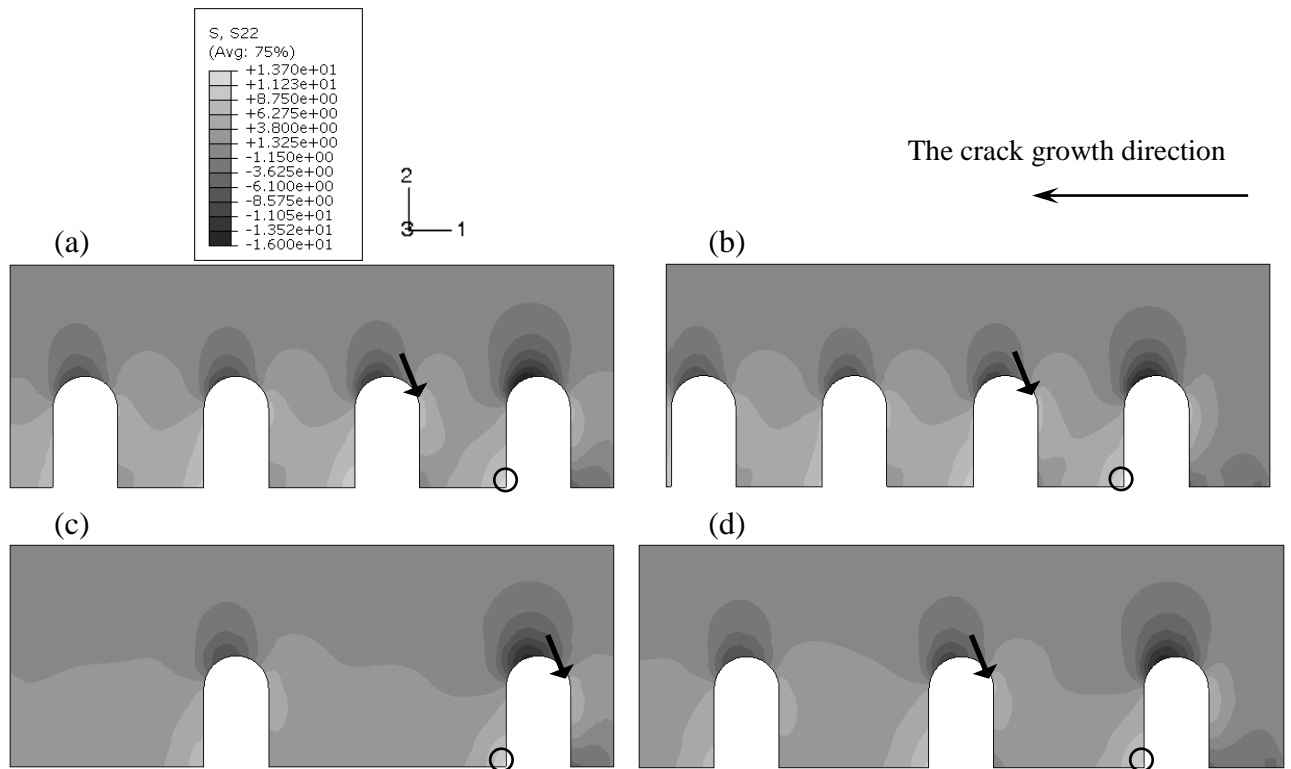 S, S22
(Avg: 75%)
+1.370e+01
+1.123e+01
+8.750e+00
+6.275e+00
+3.800e+00
+1.325e+00
-1.150e+00
-3.625e+00
-6.100e+00
-8.575e+00
-1.105e+01
-1.352e+01
-1.600e+01
2
3
1
The crack growth direction
(a)
(b)
(c)
(d)